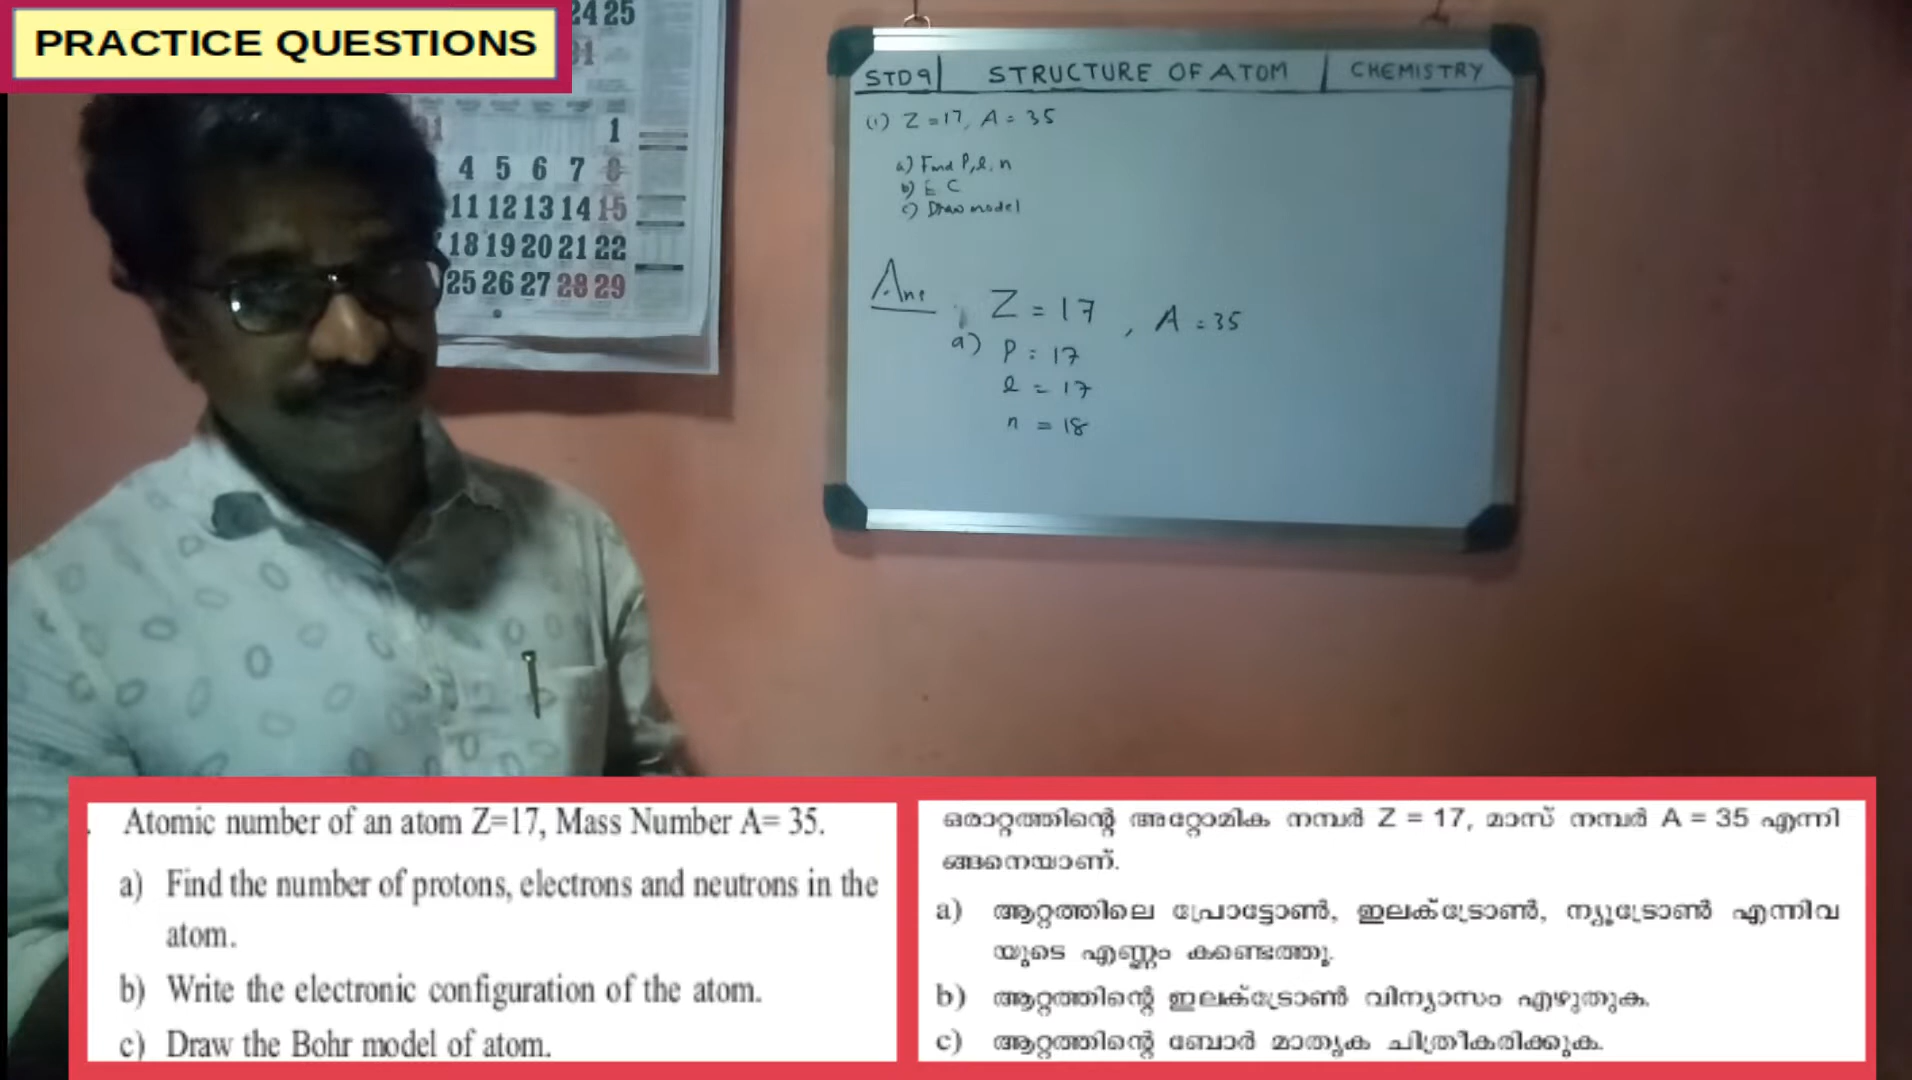 PRACTICE QUESTIONS
24 25
31
1
4 5 6 7 8
11 12 13 14 15
18 19 20 21 22
25 26 27 28 29
STD 9 STRUCTURE OF ATOM CHEMISTRY
(1) Z = 17, A = 35
a) Find P, e, n
b) E C
c) Draw model
Ans
Z = 17, A = 35
a) P = 17
e = 17
n = 18
Atomic number of an atom Z=17, Mass Number A= 35.
a) Find the number of protons, electrons and neutrons in the
atom.
b) Write the electronic configuration of the atom.
c) Draw the Bohr model of atom.
ഒരാറ്റത്തിന്റെ അറ്റോമിക നമ്പർ Z = 17, മാസ് നമ്പർ A = 35 എന്നി
ങ്ങനെയാണ്.
a) ആറ്റത്തിലെ പ്രോട്ടോൺ, ഇലക്ട്രോൺ, ന്യൂട്രോൺ എന്നിവ
യുടെ എണ്ണം കണ്ടെത്തൂ.
b) ആറ്റത്തിന്റെ ഇലക്ട്രോൺ വിന്യാസം എഴുതുക.
c) ആറ്റത്തിന്റെ ബോർ മാതൃക ചിത്രീകരിക്കുക.